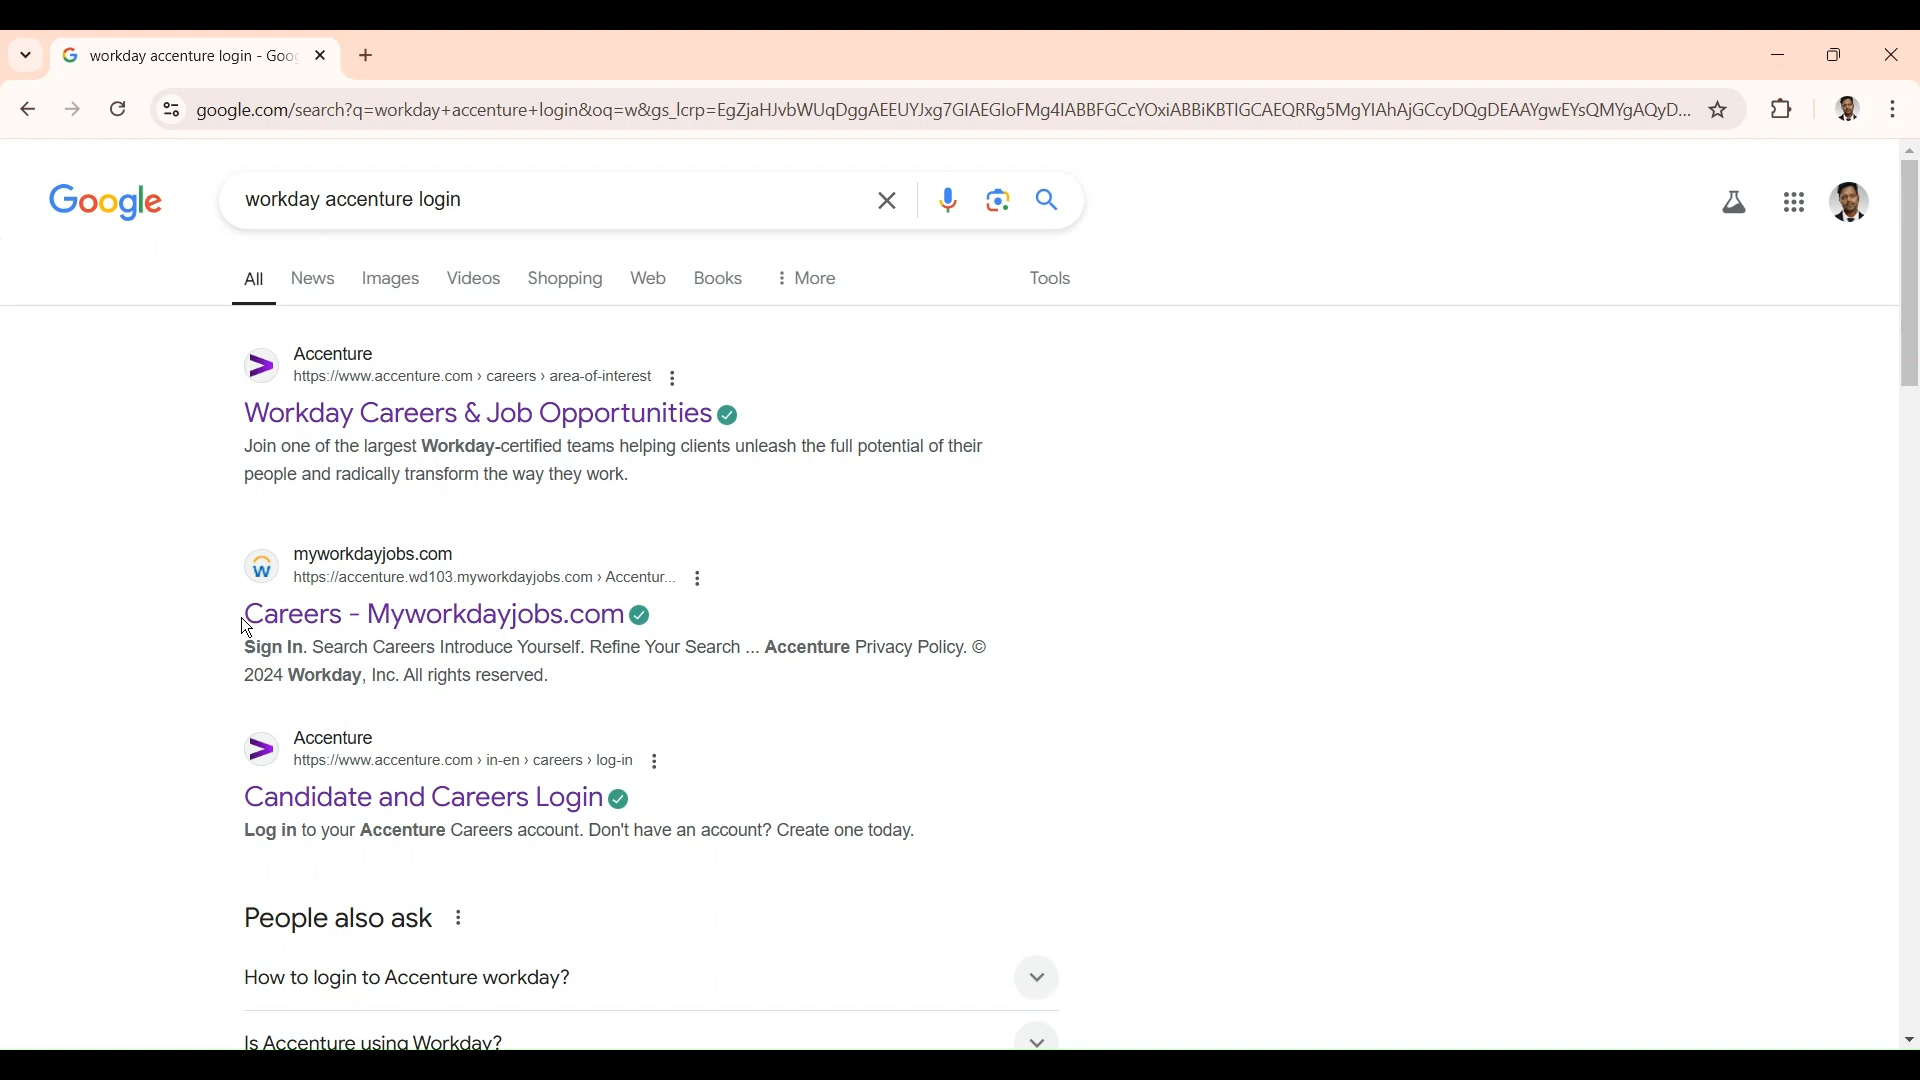 workday accenture login - Goo
google.com/search?q=workday+accenture+login&oq=w&gs_lcrp=EgZjaHJvbWUqDggAEEUYJxg7GIAEGIoFMg4IABBFGCcYOxiABBiKBTIGCAEQRRg5MgYIAhAjGCcyDQgDEAAYgwEYsQMYgAQyD...
Google
workday accenture login
All News Images Videos Shopping Web Books More Tools
Accenture
https://www.accenture.com › careers › area-of-interest
Workday Careers & Job Opportunities
Join one of the largest Workday-certified teams helping clients unleash the full potential of their
people and radically transform the way they work.
myworkdayjobs.com
https://accenture.wd103.myworkdayjobs.com › Accentur...
Careers - Myworkdayjobs.com
Sign In. Search Careers Introduce Yourself. Refine Your Search ... Accenture Privacy Policy. ©
2024 Workday, Inc. All rights reserved.
Accenture
https://www.accenture.com › in-en › careers › log-in
Candidate and Careers Login
Log in to your Accenture Careers account. Don't have an account? Create one today.
People also ask
How to login to Accenture workday?
Is Accenture using Workday?